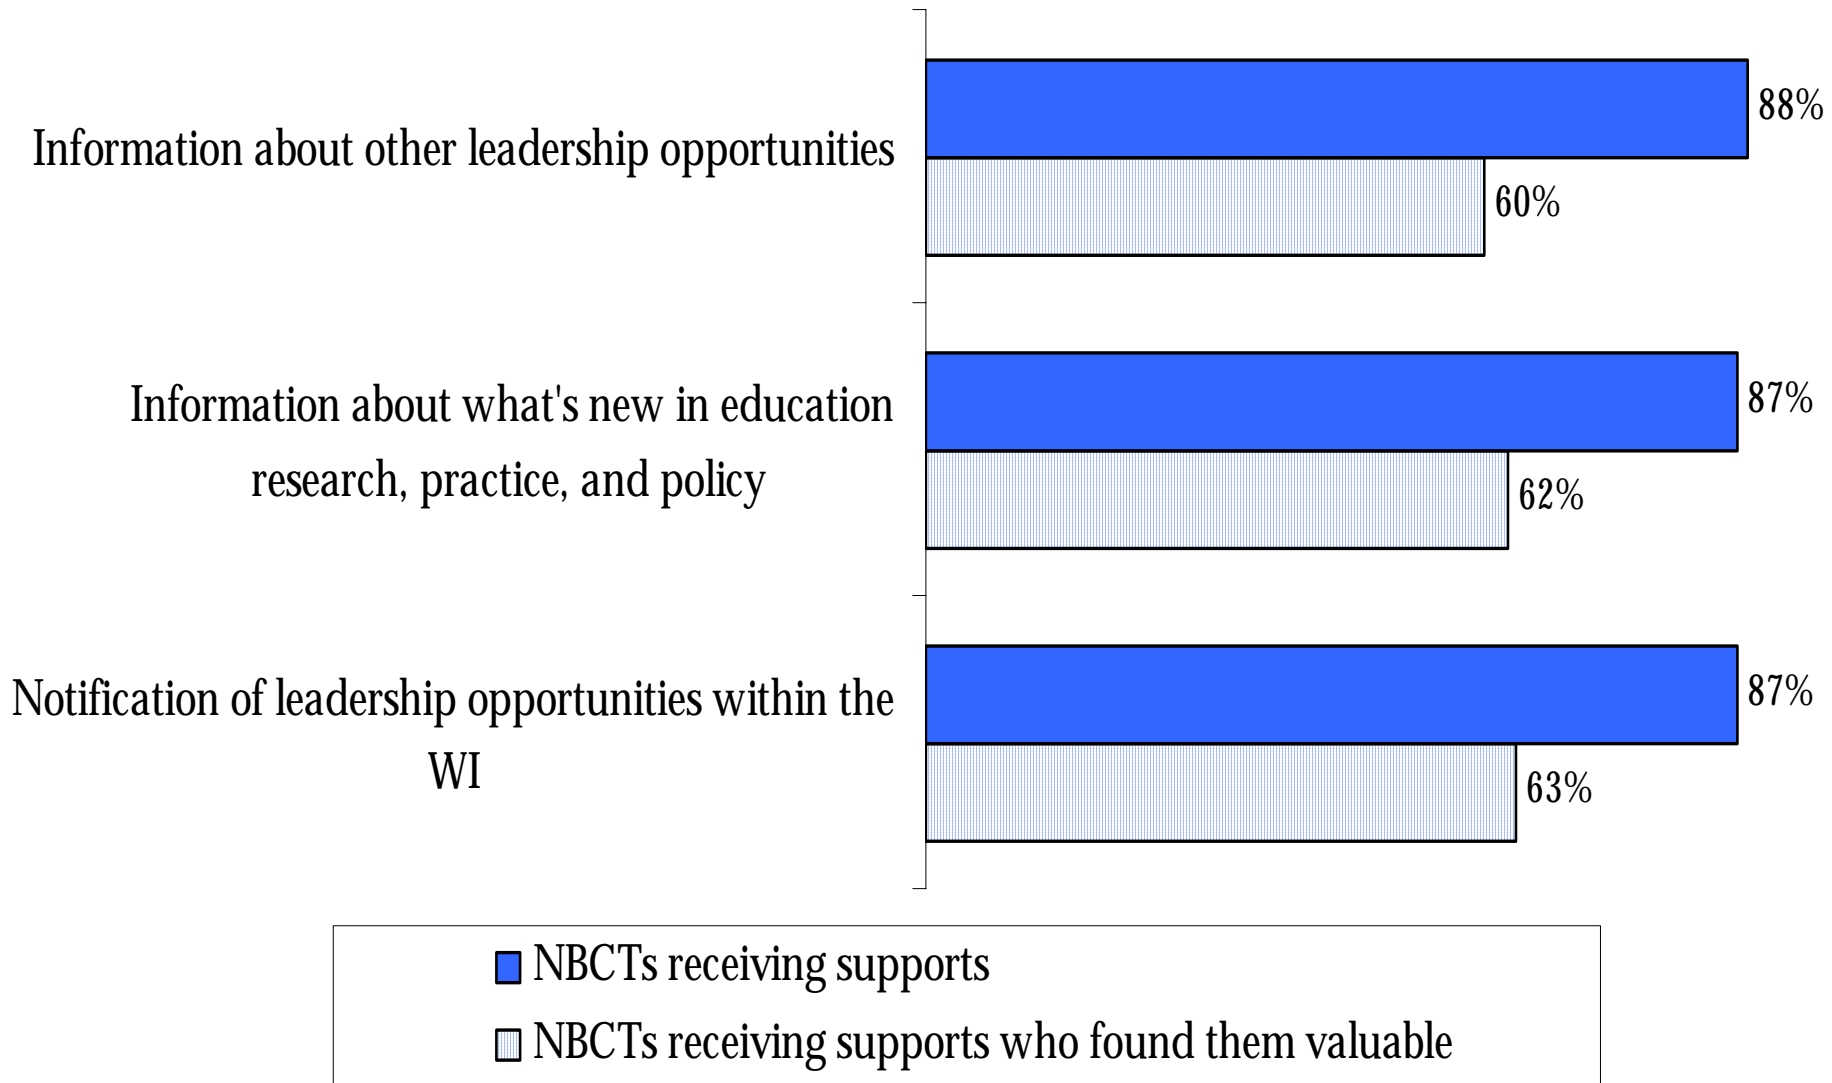 88%
Information about other leadership opportunities
60%
87%
Information about what's new in education
research, practice, and policy
62%
87%
Notification of leadership opportunities within the
WI
63%
NBCTs receiving supports
NBCTs receiving supports who found them valuable